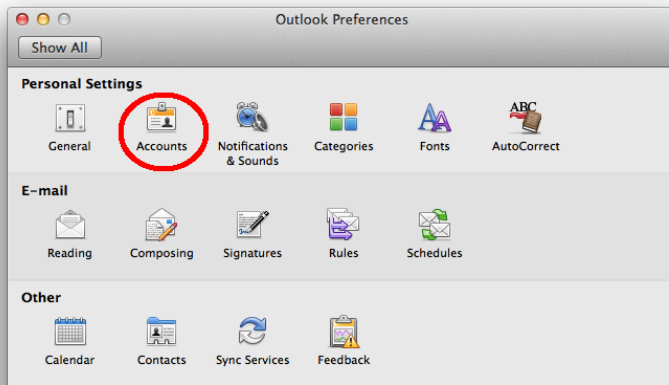 Outlook Preferences
Show All
Personal Settings
General
Accounts
Notifications
& Sounds
Categories
Fonts
ABC
AutoCorrect
E-mail
Reading
Composing
Signatures
Rules
Schedules
Other
Calendar
Contacts
Sync Services
Feedback